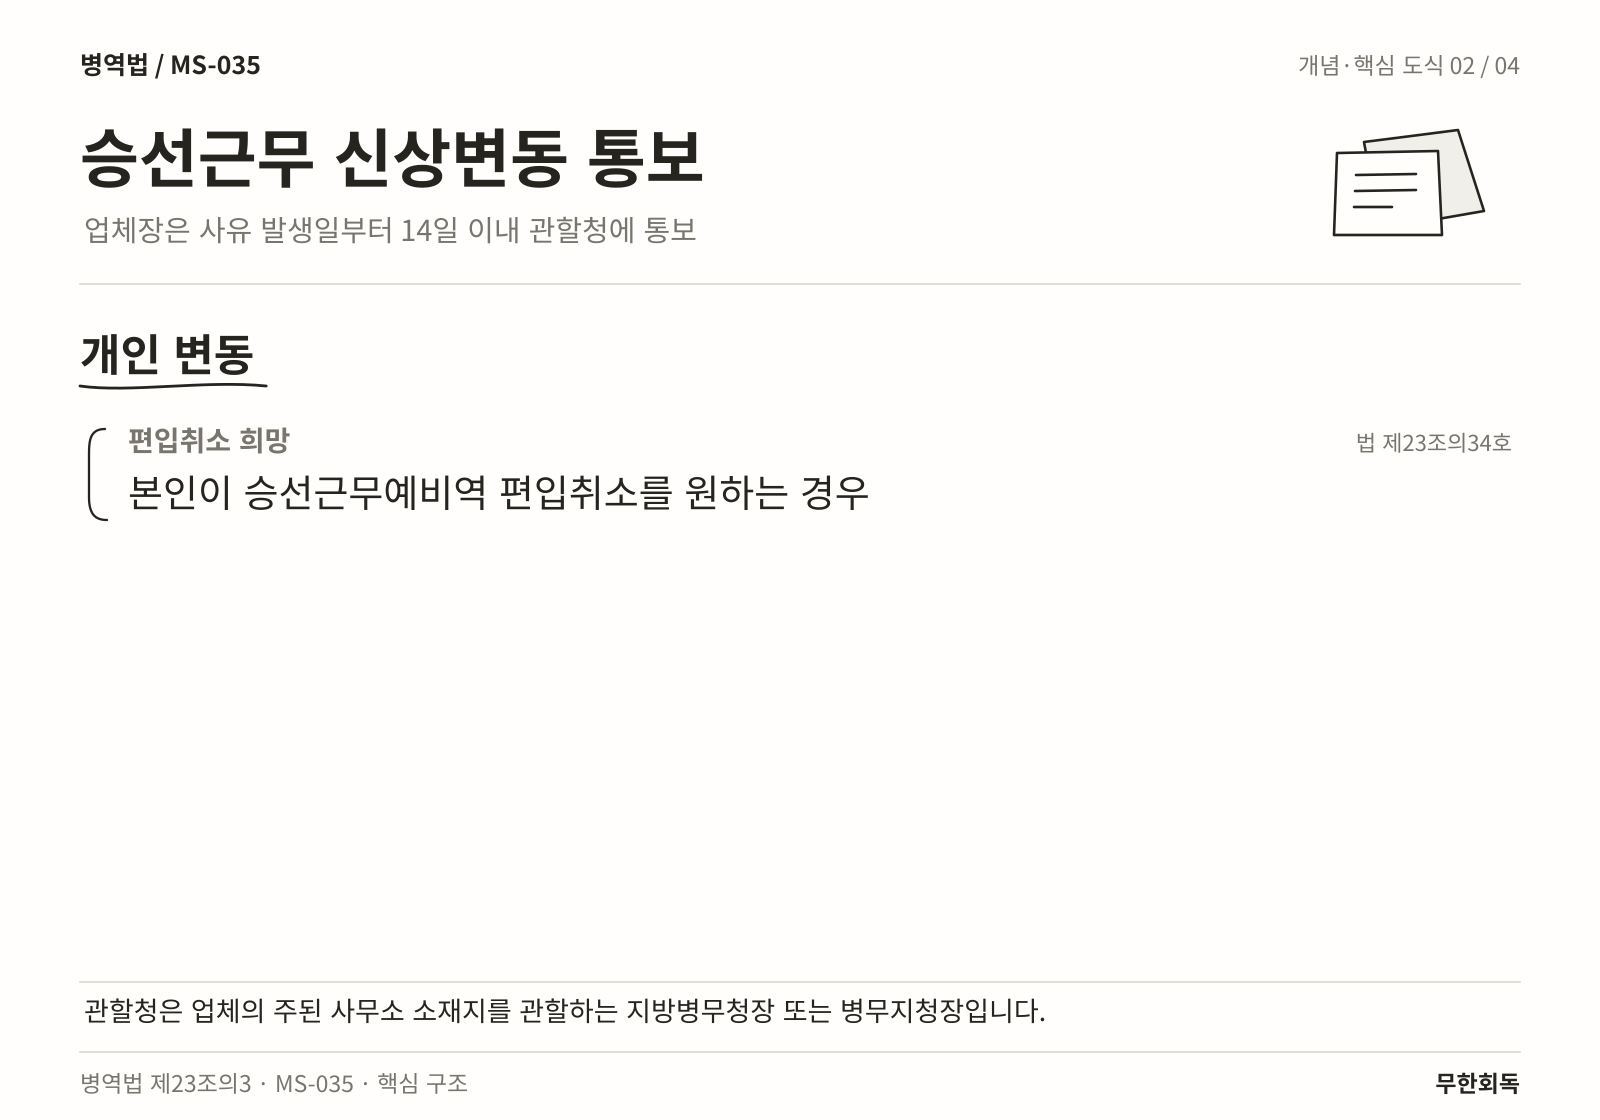 병역법 / MS-035
개념·핵심 도식 02 / 04
승선근무 신상변동 통보
업체장은 사유 발생일부터 14일 이내 관할청에 통보
개인 변동
편입취소 희망
법 제23조의34호
본인이 승선근무예비역 편입취소를 원하는 경우
관할청은 업체의 주된 사무소 소재지를 관할하는 지방병무청장 또는 병무지청장입니다.
병역법 제23조의3 · MS-035 · 핵심 구조
무한회독